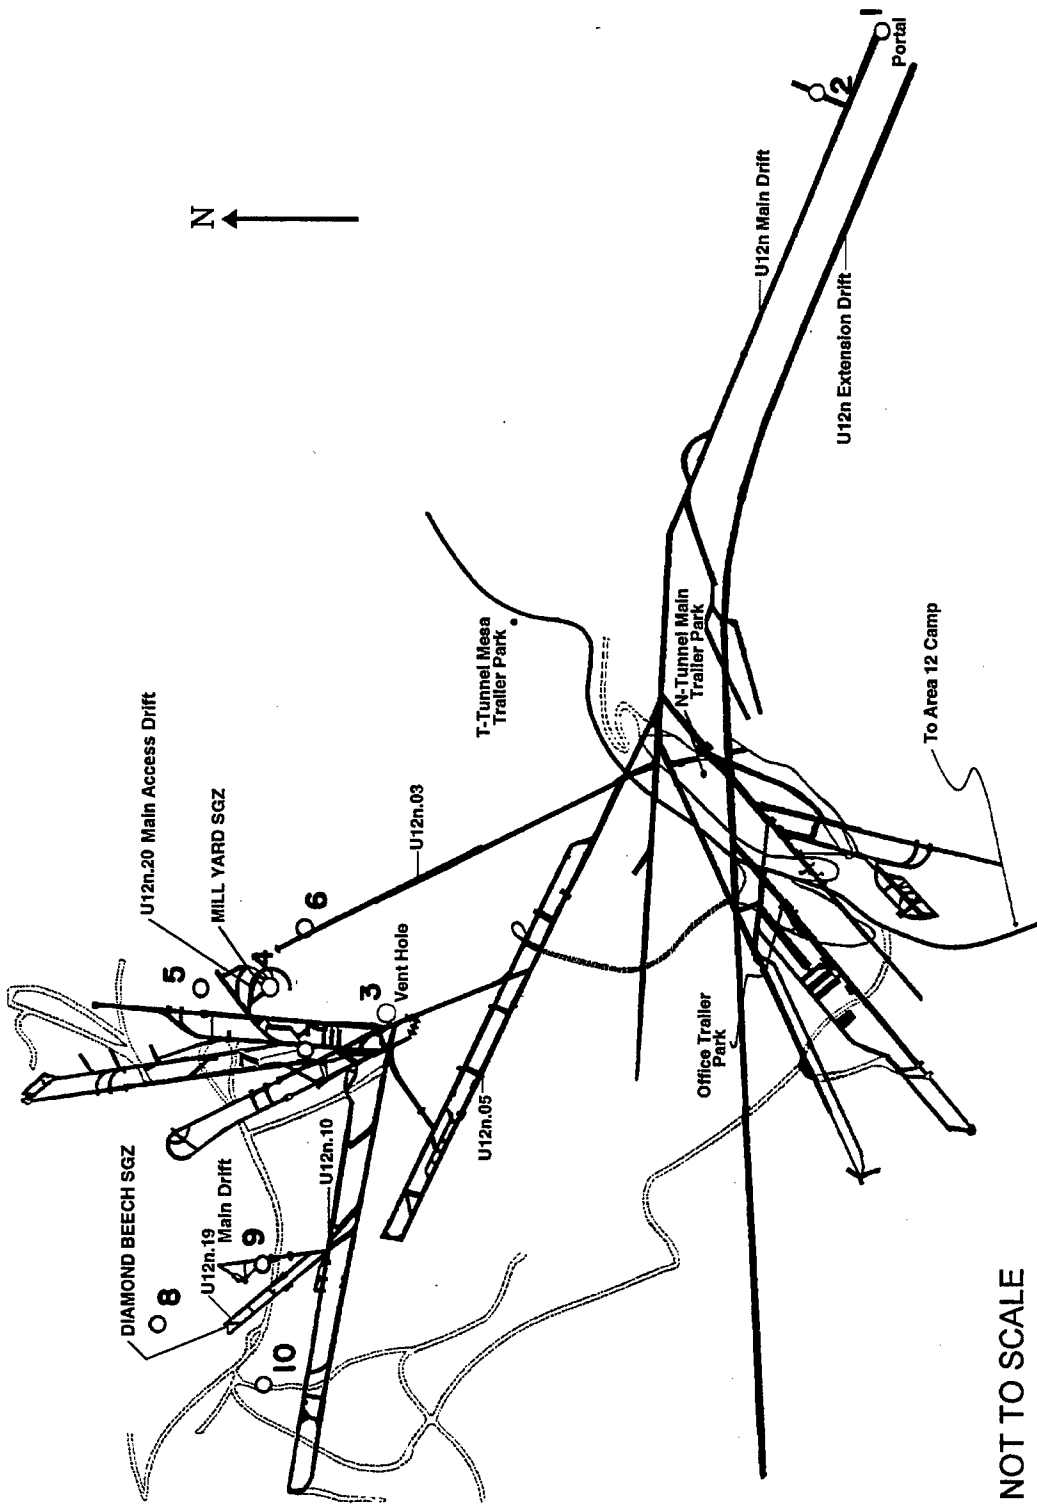 N
1
Portal
2
U12n Main Drift
U12n Extension Drift
T-Tunnel Mesa
Trailer Park
N-Tunnel Main
Trailer Park
To Area 12 Camp
U12n.20 Main Access Drift
MILL YARD SGZ
U12n.03
6
5
4
3
Vent Hole
7
Office Trailer
Park
U12n.05
U12n.10
DIAMOND BEECH SGZ
U12n.19
Main Drift
9
8
10
NOT TO SCALE